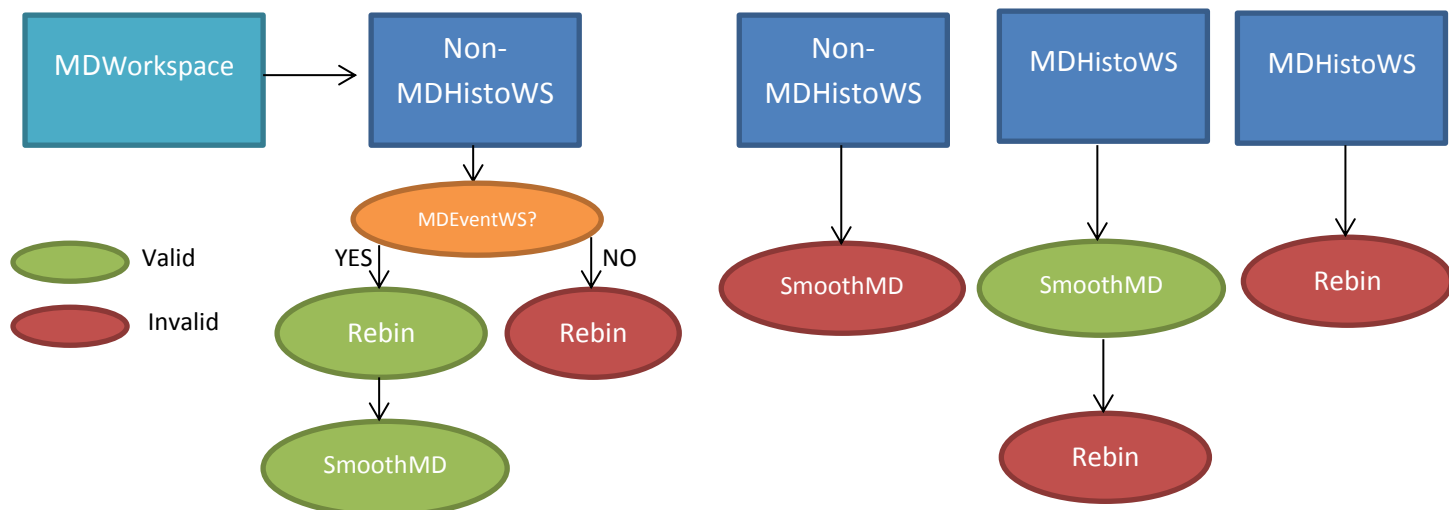 MDWorkspace
Non-
MDHistoWS
Non-
MDHistoWS
MDHistoWS
MDHistoWS
MDEventWS?
YES
NO
Valid
Invalid
Rebin
Rebin
SmoothMD
SmoothMD
SmoothMD
Rebin
Rebin